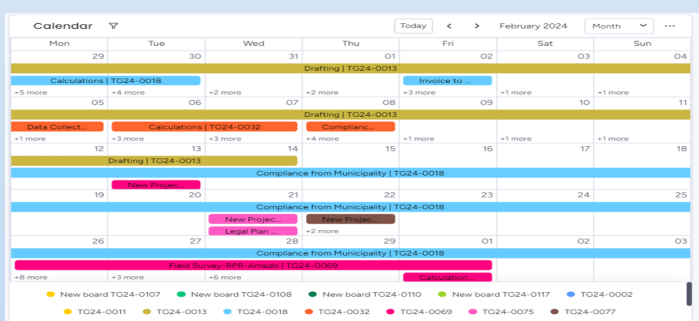 Calendar Today < > February 2024 Month ...
Mon Tue Wed Thu Fri Sat Sun
29 30 31 01 02 03 04
Drafting | TG24-0013
Calculations | TG24-0018 Invoice to ...
+5 more +4 more +2 more +2 more +3 more +1 more +1 more
05 06 07 08 09 10 11
Drafting | TG24-0013
Data Collect... Calculations | TG24-0032 Complianc...
+1 more +3 more +3 more +4 more +1 more +1 more +1 more
12 13 14 15 16 17 18
Drafting | TG24-0013
Compliance from Municipality | TG24-0018
New Projec...
19 20 21 22 23 24 25
Compliance from Municipality | TG24-0018
New Projec... New Projec...
Legal Plan ... +2 more
26 27 28 29 01 02 03
Compliance from Municipality | TG24-0018
Field Survey-RPR-Amado | TG24-0069
+8 more +3 more +6 more Calculation...
New board TG24-0107 New board TG24-0108 New board TG24-0110 New board TG24-0117 TG24-0002
TG24-0011 TG24-0013 TG24-0018 TG24-0032 TG24-0069 TG24-0075 TG24-0077